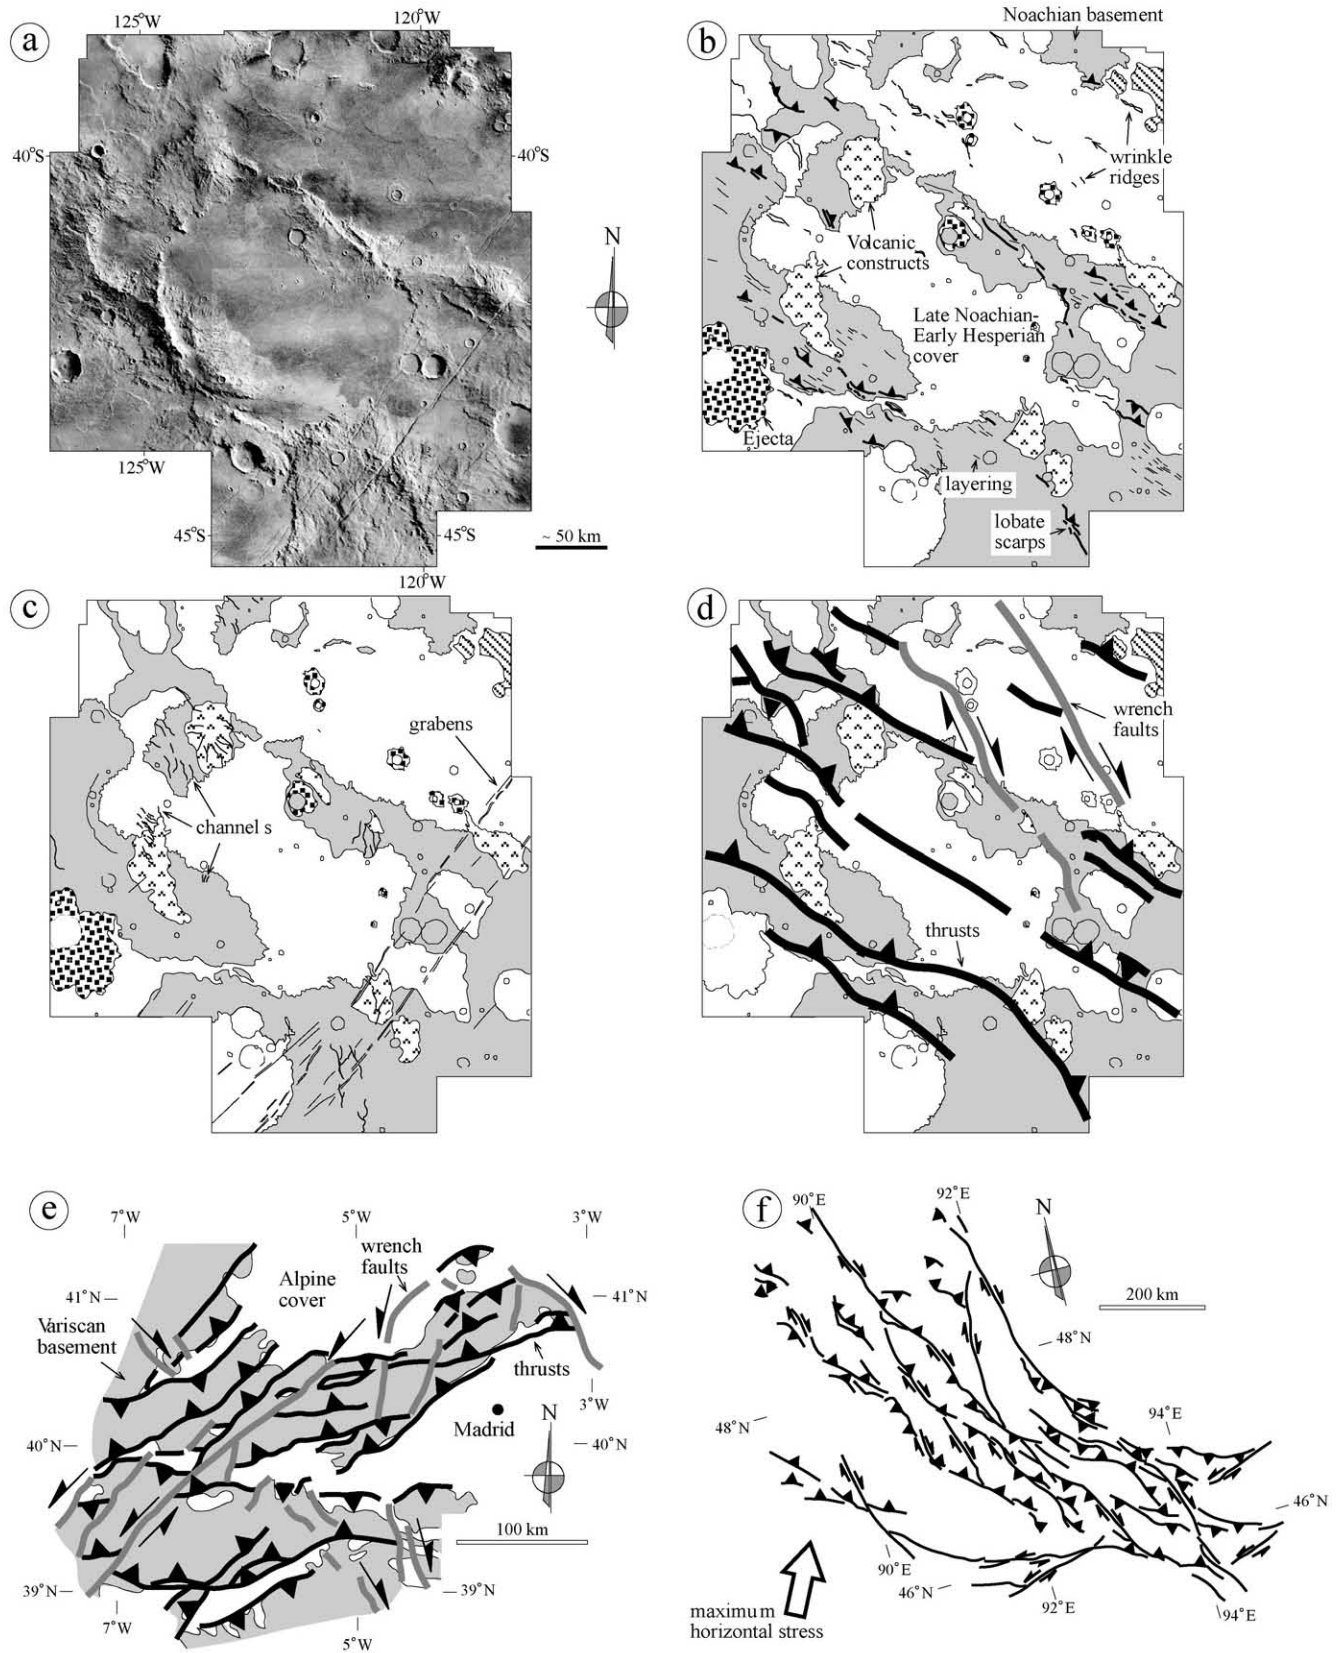 a
125°W
120°W
40°S
40°S
N
125°W
45°S
45°S
~ 50 km
120°W
b
Noachian basement
wrinkle
ridges
Volcanic
constructs
Late Noachian-
Early Hesperian
cover
Ejecta
layering
lobate
scarps
c
grabens
channel s
d
wrench
faults
thrusts
e
7°W
5°W
3°W
wrench
faults
Alpine
cover
41°N
41°N
Variscan
basement
thrusts
3°W
Madrid
N
40°N
40°N
100 km
39°N
39°N
7°W
5°W
f
90°E
92°E
N
200 km
48°N
94°E
48°N
46°N
90°E
46°N
92°E
94°E
maximum
horizontal stress